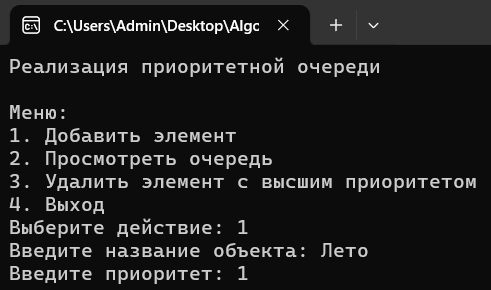 C:\Users\Admin\Desktop\Algo
Реализация приоритетной очереди
Меню:
1. Добавить элемент
2. Просмотреть очередь
3. Удалить элемент с высшим приоритетом
4. Выход
Выберите действие: 1
Введите название объекта: Лето
Введите приоритет: 1